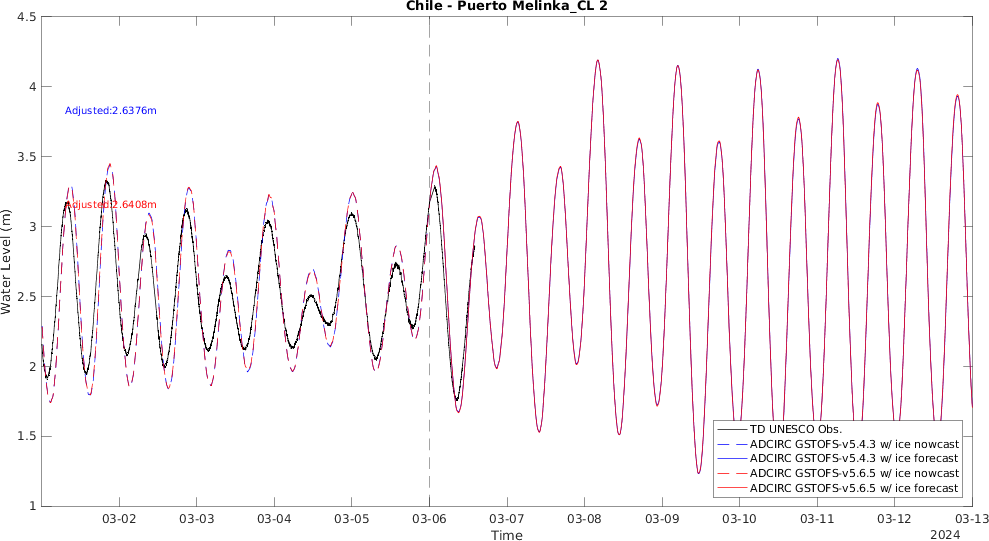 Chile - Puerto Melinka_CL 2
Water Level (m)
4.5
4
3.5
3
2.5
2
1.5
1
Adjusted:2.6376m
Adjusted:2.6408m
TD UNESCO Obs.
ADCIRC GSTOFS-v5.4.3 w/ ice nowcast
ADCIRC GSTOFS-v5.4.3 w/ ice forecast
ADCIRC GSTOFS-v5.6.5 w/ ice nowcast
ADCIRC GSTOFS-v5.6.5 w/ ice forecast
03-02 03-03 03-04 03-05 03-06 03-07 03-08 03-09 03-10 03-11 03-12 03-13
Time
2024